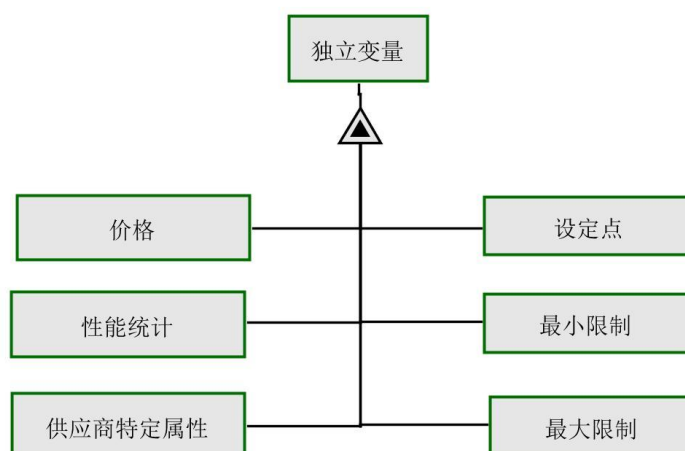 独立变量
价格
设定点
性能统计
最小限制
供应商特定属性
最大限制